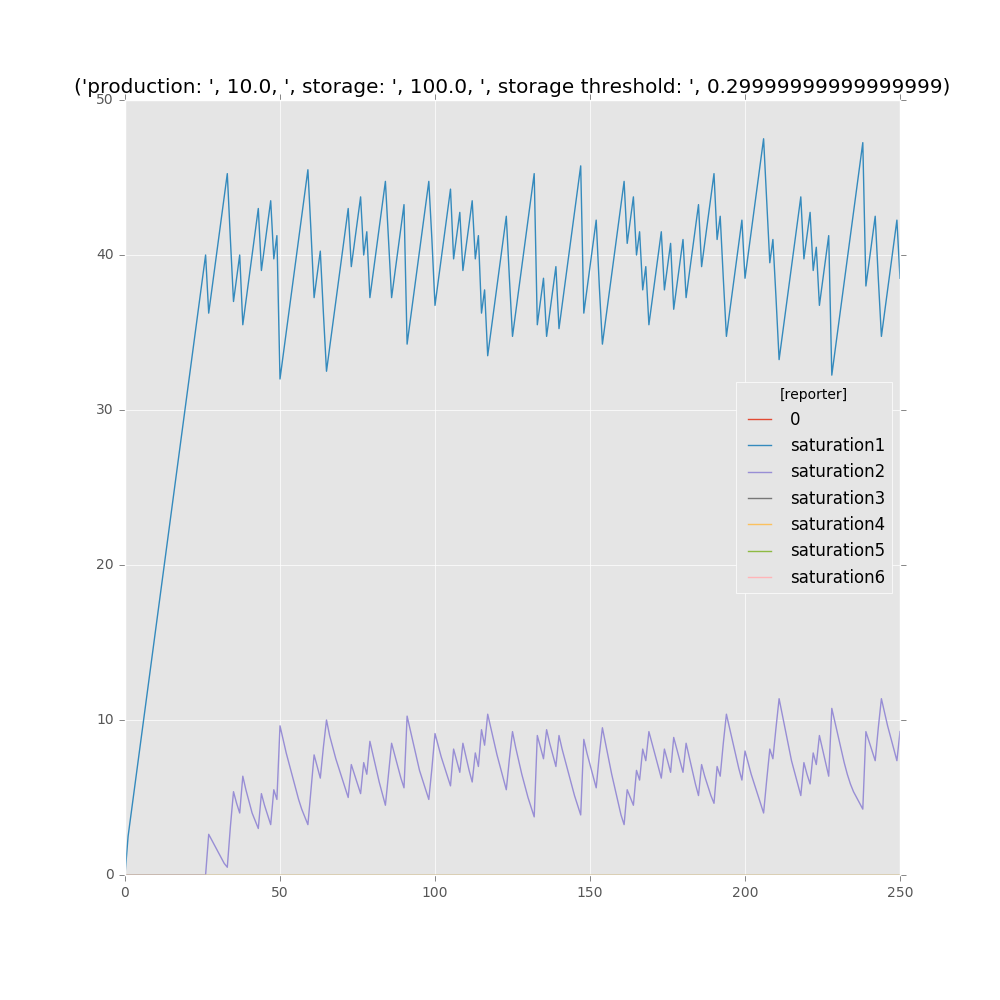 ('production: ', 10.0, ', storage: ', 100.0, ', storage threshold: ', 0.29999999999999999)
50
40
30
20
10
0
0 50 100 150 200 250
[reporter]
0
saturation1
saturation2
saturation3
saturation4
saturation5
saturation6